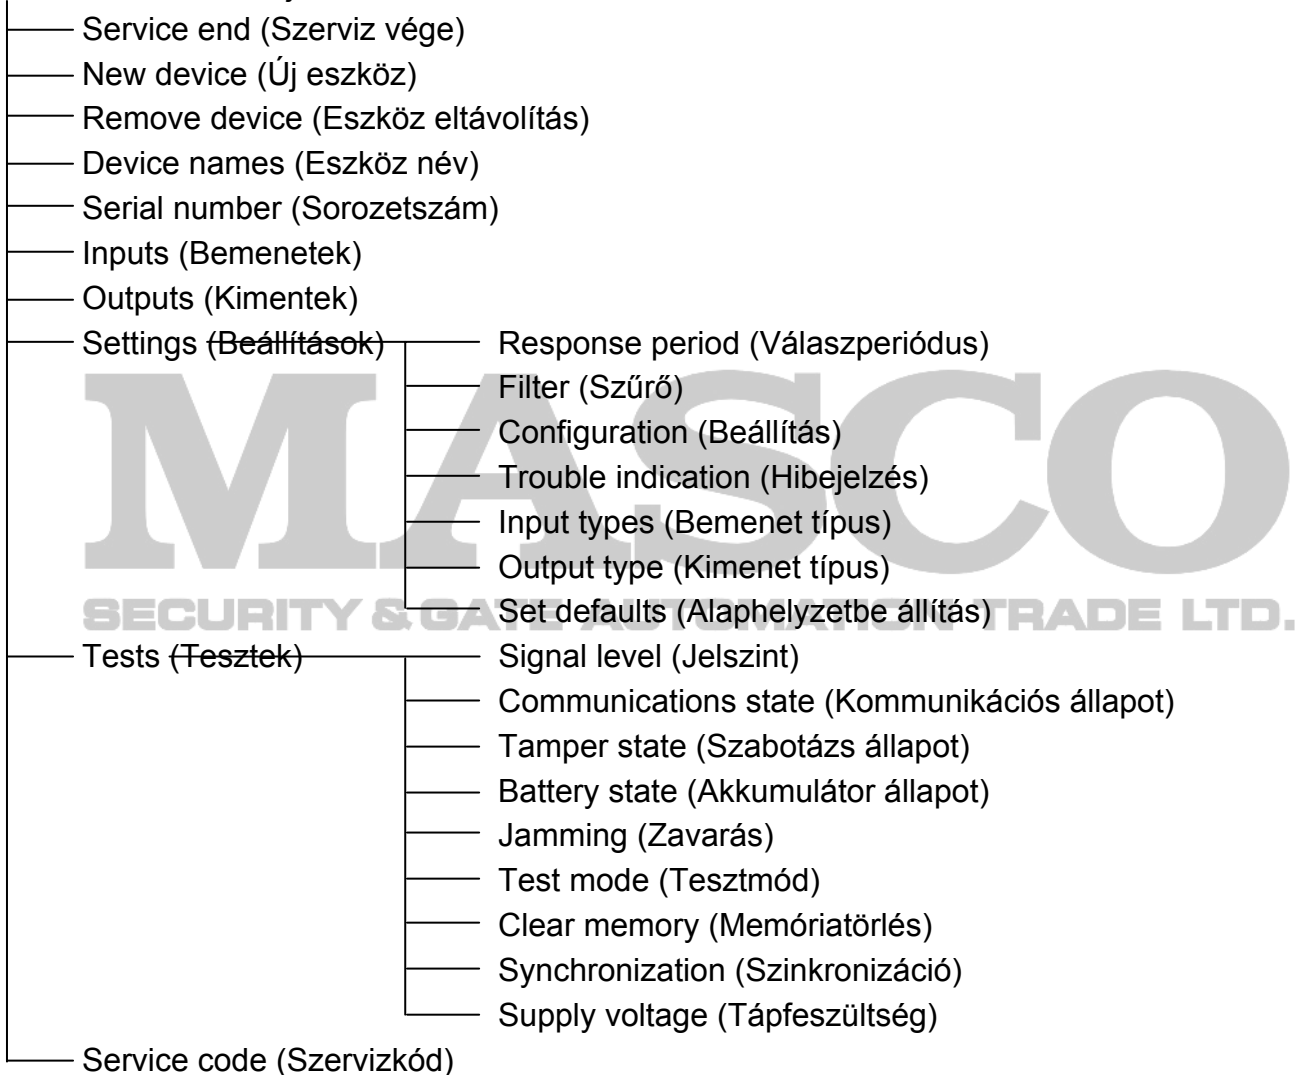 Service end (Szerviz vége)
New device (Új eszköz)
Remove device (Eszköz eltávolítás)
Device names (Eszköz név)
Serial number (Sorozetszám)
Inputs (Bemenetek)
Outputs (Kimentek)
Settings (Beállítások) Response period (Válaszperiódus)
Filter (Szűrő)
Configuration (Beállítás)
Trouble indication (Hibejelzés)
Input types (Bemenet típus)
Output type (Kimenet típus)
Set defaults (Alaphelyzetbe állítás)
MASCO
SECURITY & GATE AUTOMATION TRADE LTD.
Tests (Tesztek) Signal level (Jelszint)
Communications state (Kommunikációs állapot)
Tamper state (Szabotázs állapot)
Battery state (Akkumulátor állapot)
Jamming (Zavarás)
Test mode (Tesztmód)
Clear memory (Memóriatörlés)
Synchronization (Szinkronizáció)
Supply voltage (Tápfeszültség)
Service code (Szervizkód)